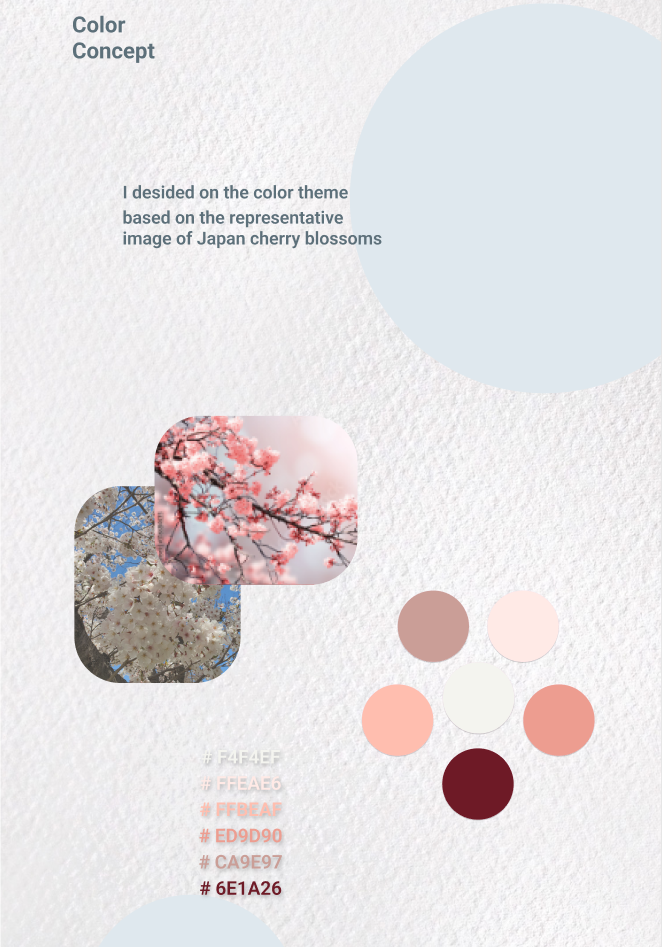 Color
Concept
I desided on the color theme
based on the representative
image of Japan cherry blossoms
# F4F4EF
# FFEAE6
# FFBEAF
# ED9D90
# CA9E97
# 6E1A26